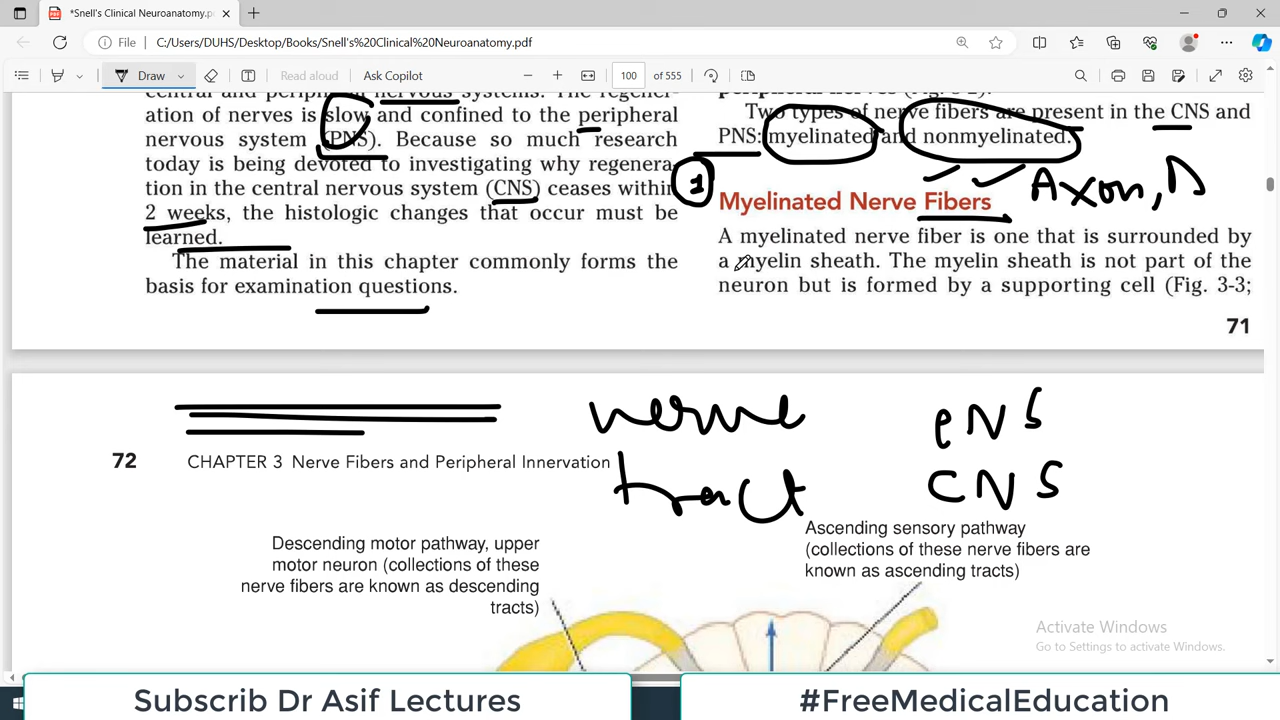 *Snell's Clinical Neuroanatomy.p
File
C:/Users/DUHS/Desktop/Books/Snell's%20Clinical%20Neuroanatomy.pdf
Draw
Read aloud
Ask Copilot
100 of 555
central and peripheral nervous systems. The regener-
ation of nerves is slow and confined to the peripheral
nervous system (PNS). Because so much research
today is being devoted to investigating why regenera-
tion in the central nervous system (CNS) ceases within
2 weeks, the histologic changes that occur must be
learned.
The material in this chapter commonly forms the
basis for examination questions.
Two types of nerve fibers are present in the CNS and
PNS: myelinated and nonmyelinated.
1
Axon, D
Myelinated Nerve Fibers
A myelinated nerve fiber is one that is surrounded by
a myelin sheath. The myelin sheath is not part of the
neuron but is formed by a supporting cell (Fig. 3-3;
71
nerve PNS
tract CNS
72 CHAPTER 3 Nerve Fibers and Peripheral Innervation
Descending motor pathway, upper
motor neuron (collections of these
nerve fibers are known as descending
tracts)
Ascending sensory pathway
(collections of these nerve fibers are
known as ascending tracts)
Activate Windows
Go to Settings to activate Windows.
Subscrib Dr Asif Lectures
#FreeMedicalEducation